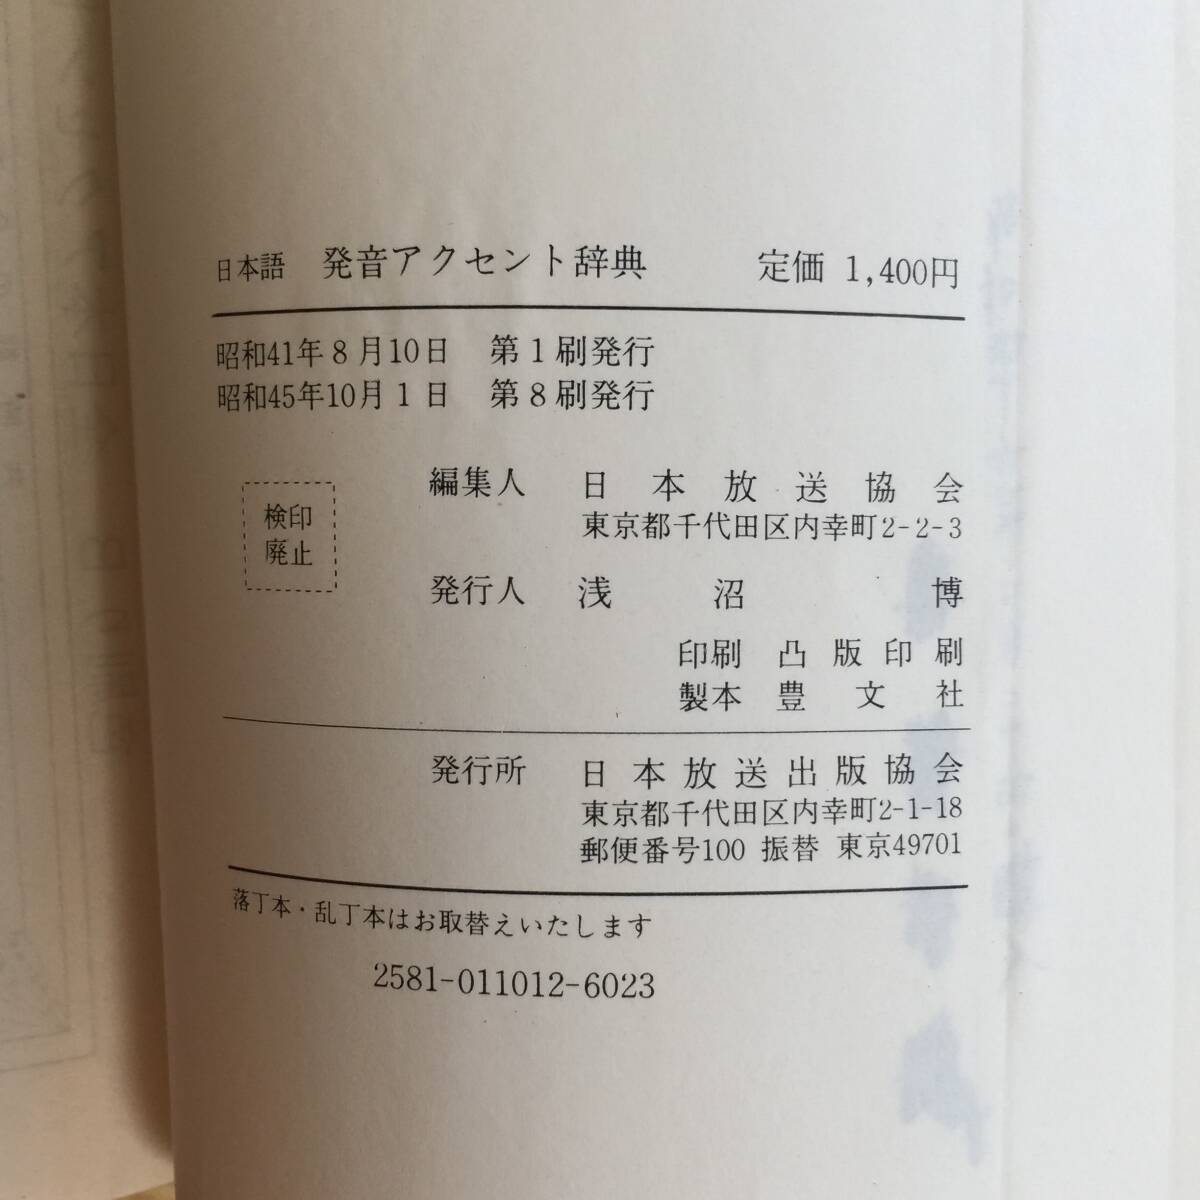 日本語 発音アクセント辞典 定価 1,400円
昭和41年8月10日 第1刷発行
昭和45年10月1日 第8刷発行
検印
廃止
編集人 日本放送協会
東京都千代田区内幸町2-2-3
発行人 浅沼博
印刷 凸版印刷
製本 豊文社
発行所 日本放送出版協会
東京都千代田区内幸町2-1-18
郵便番号100 振替 東京49701
落丁本・乱丁本はお取替えいたします
2581-011012-6023